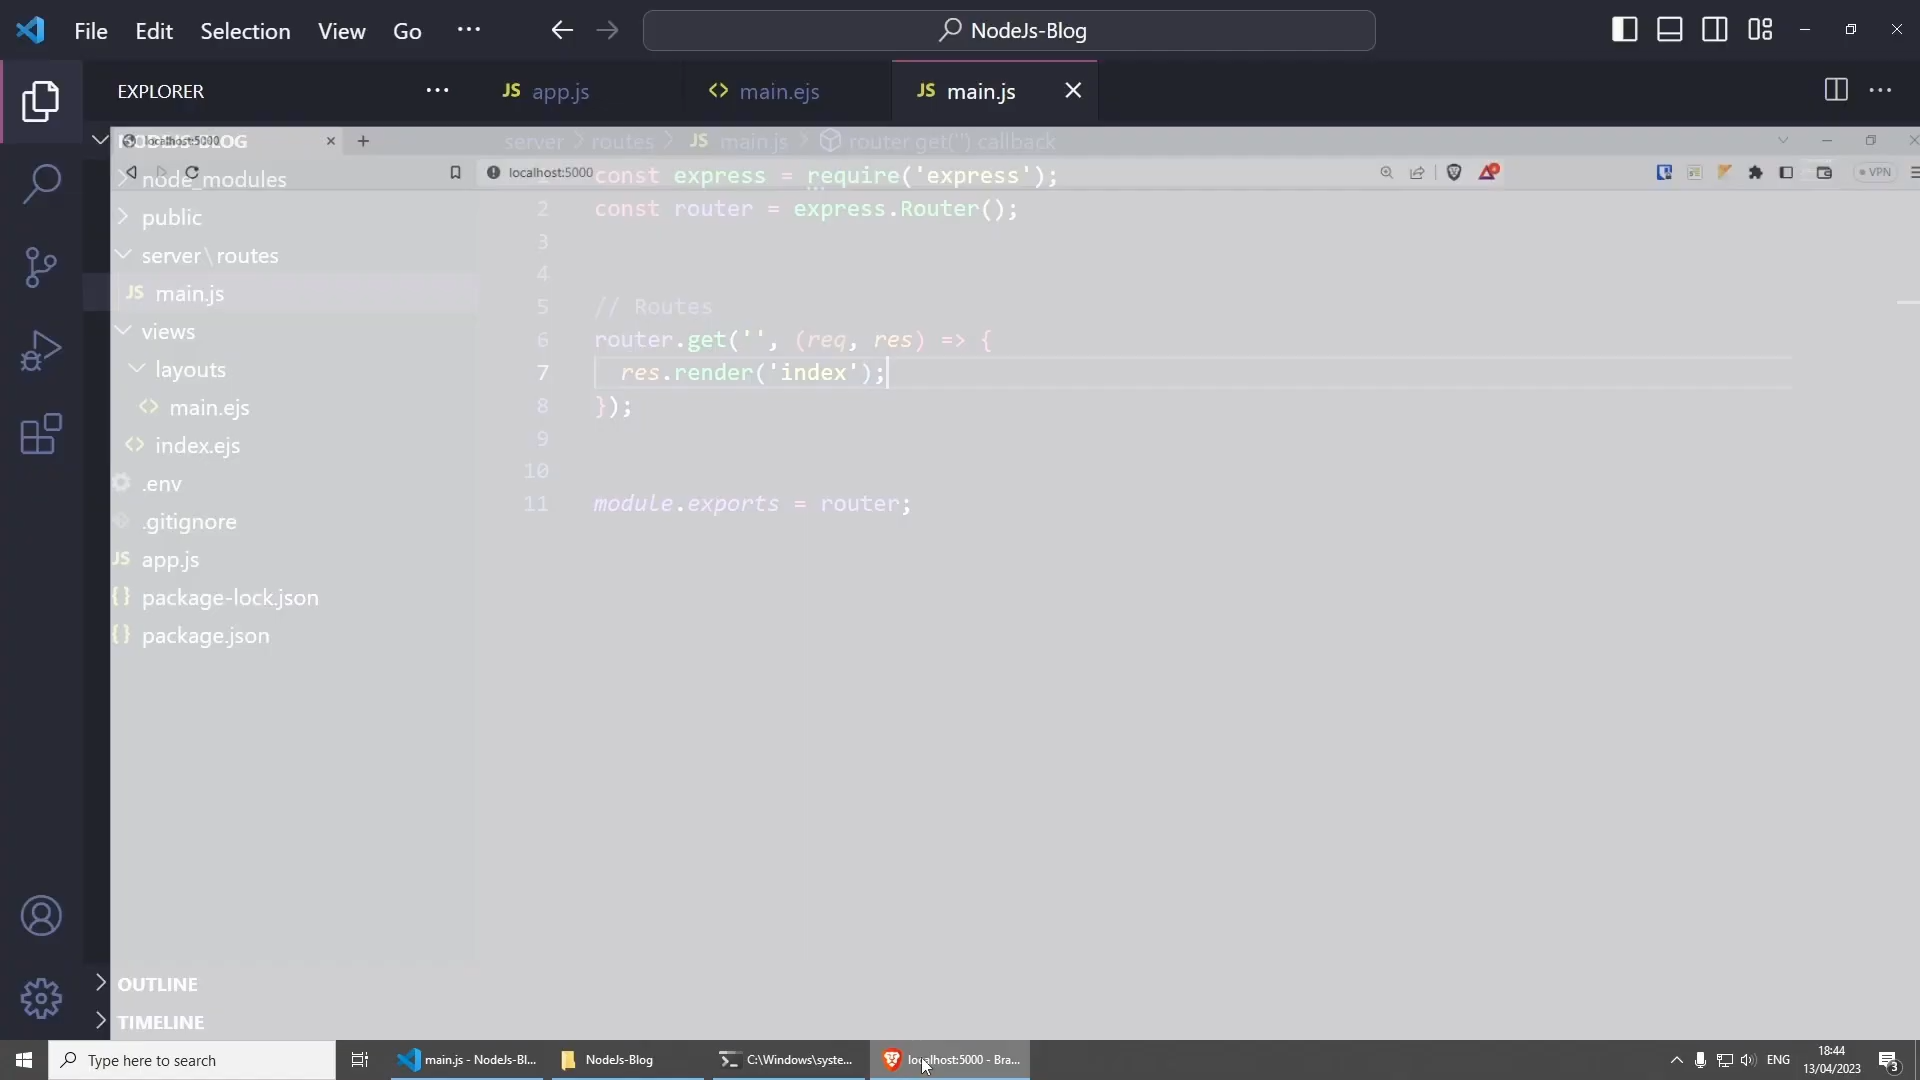 File Edit Selection View Go ···
NodeJs-Blog
EXPLORER ···
JS app.js
<> main.ejs
JS main.js
NODEJS-BLOG
localhost:5000
server > routes > JS main.js > router.get('') callback
localhost:5000
VPN
node_modules
public
server\routes
JS main.js
views
layouts
<> main.ejs
<> index.ejs
.env
.gitignore
JS app.js
{} package-lock.json
{} package.json
OUTLINE
TIMELINE
const express = require('express');
2 const router = express.Router();
3
4
5 // Routes
6 router.get('', (req, res) => {
7 res.render('index');
8 });
9
10
11 module.exports = router;
Type here to search
main.js - NodeJs-Bl...
NodeJs-Blog
C:\Windows\syste...
localhost:5000 - Bra...
ENG
18:44
13/04/2023
3